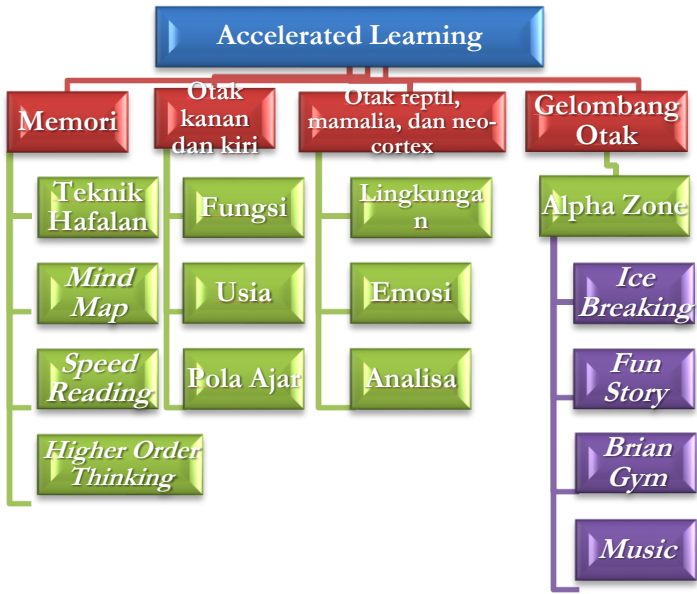 Accelerated Learning
Memori
Otak
kanan
dan kiri
Otak reptil,
mamalia, dan neo-
cortex
Gelombang
Otak
Teknik
Hafalan
Mind
Map
Speed
Reading
Higher Order
Thinking
Fungsi
Usia
Pola Ajar
Lingkunga
n
Emosi
Analisa
Alpha Zone
Ice
Breaking
Fun
Story
Brian
Gym
Music